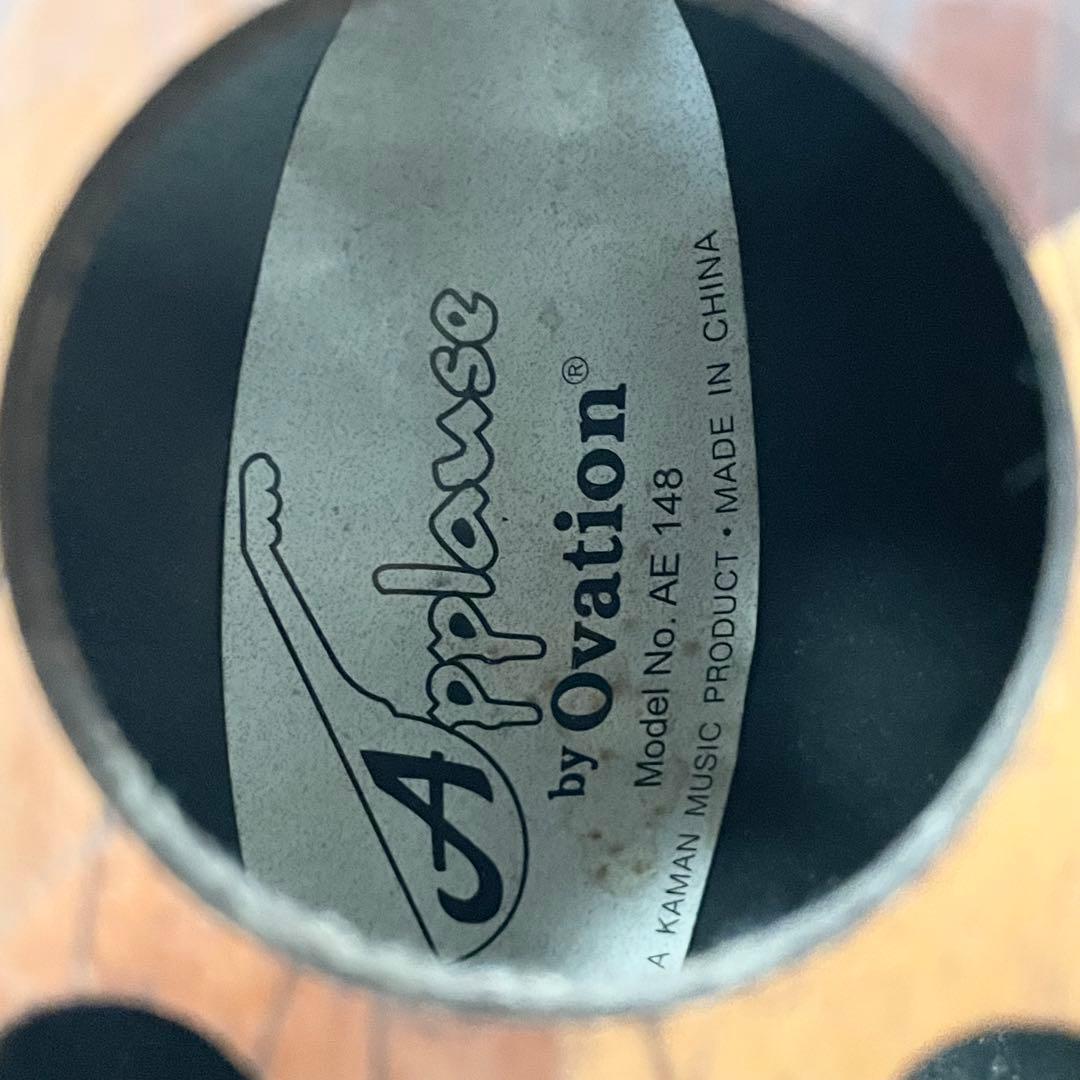 Applause
by Ovation®
Model No. AE 148
A KAMAN MUSIC PRODUCT • MADE IN CHINA